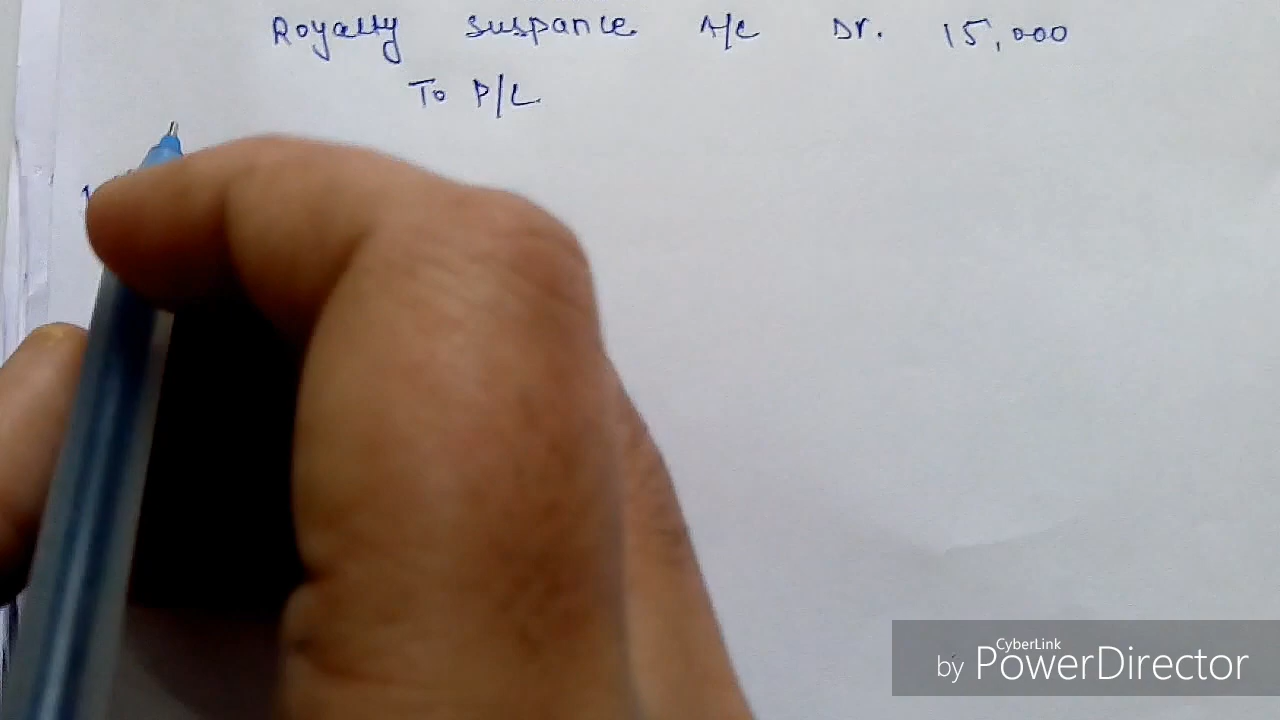 Royalty suspance A/c Dr. 15,000
To P/L
CyberLink
by PowerDirector